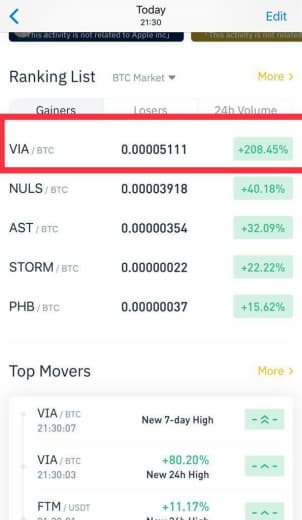 Today
21:30
Edit
This activity is not related to Apple Inc.)
This activity is not related
Ranking List
BTC Market
More
Gainers
Losers
24h Volume
VIA / BTC
0.00005111
+208.45%
NULS / BTC
0.00003918
+40.18%
AST / BTC
0.00000354
+32.09%
STORM / BTC
0.00000022
+22.22%
PHB / BTC
0.00000037
+15.62%
Top Movers
More
VIA / BTC
21:30:07
New 7-day High
VIA / BTC
21:30:03
+80.20%
New 24h High
FTM / USDT
+11.17%
New 24h High